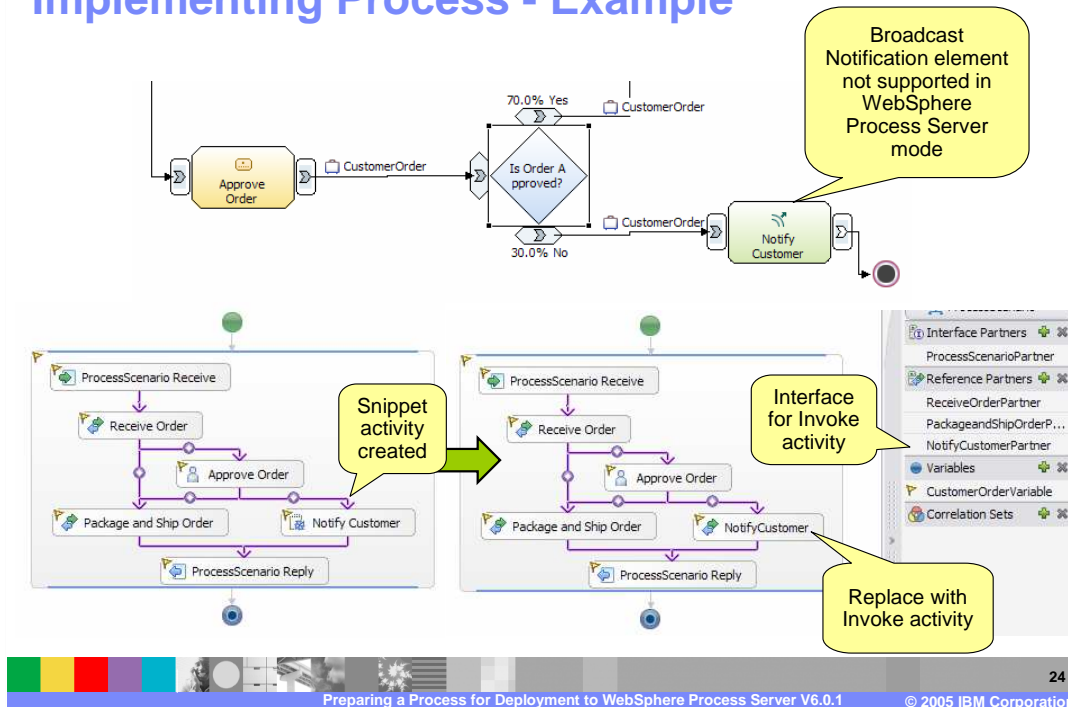 Implementing Process - Example
Broadcast
Notification element
not supported in
WebSphere
Process Server
mode
70.0% Yes
CustomerOrder
CustomerOrder
Approve
Order
Is Order A
pproved?
CustomerOrder
Notify
Customer
30.0% No
ProcessScenario Receive
Receive Order
Approve Order
Package and Ship Order
Notify Customer
ProcessScenario Reply
Snippet
activity
created
ProcessScenario Receive
Receive Order
Approve Order
Package and Ship Order
NotifyCustomer
ProcessScenario Reply
Interface
for Invoke
activity
Replace with
Invoke activity
Interface Partners
ProcessScenarioPartner
Reference Partners
ReceiveOrderPartner
PackageandShipOrderP...
NotifyCustomerPartner
Variables
CustomerOrderVariable
Correlation Sets
24
Preparing a Process for Deployment to WebSphere Process Server V6.0.1
© 2005 IBM Corporation